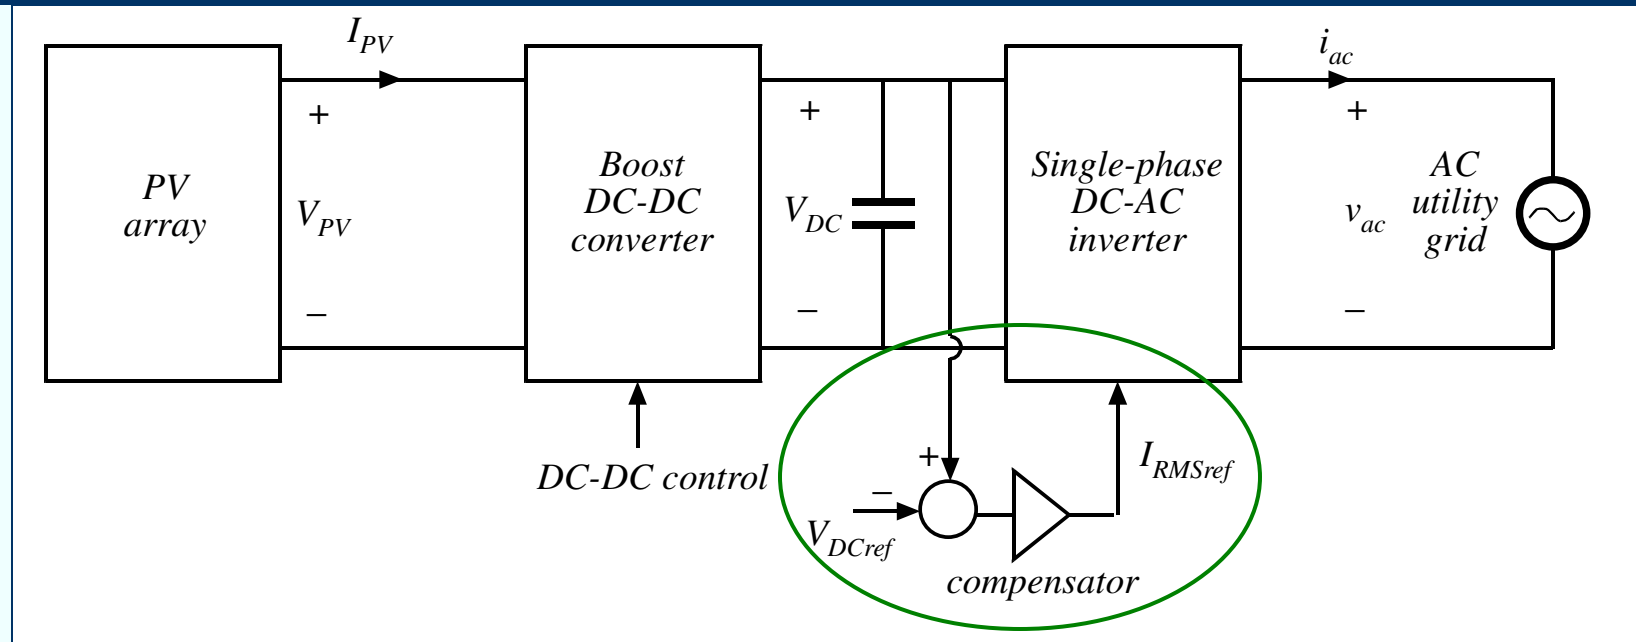 I_PV
i_ac
+
+
+
PV
array
V_PV
Boost
DC-DC
converter
V_DC
Single-phase
DC-AC
inverter
v_ac
AC
utility
grid
–
–
–
DC-DC control
+
–
V_DCref
I_RMSref
compensator